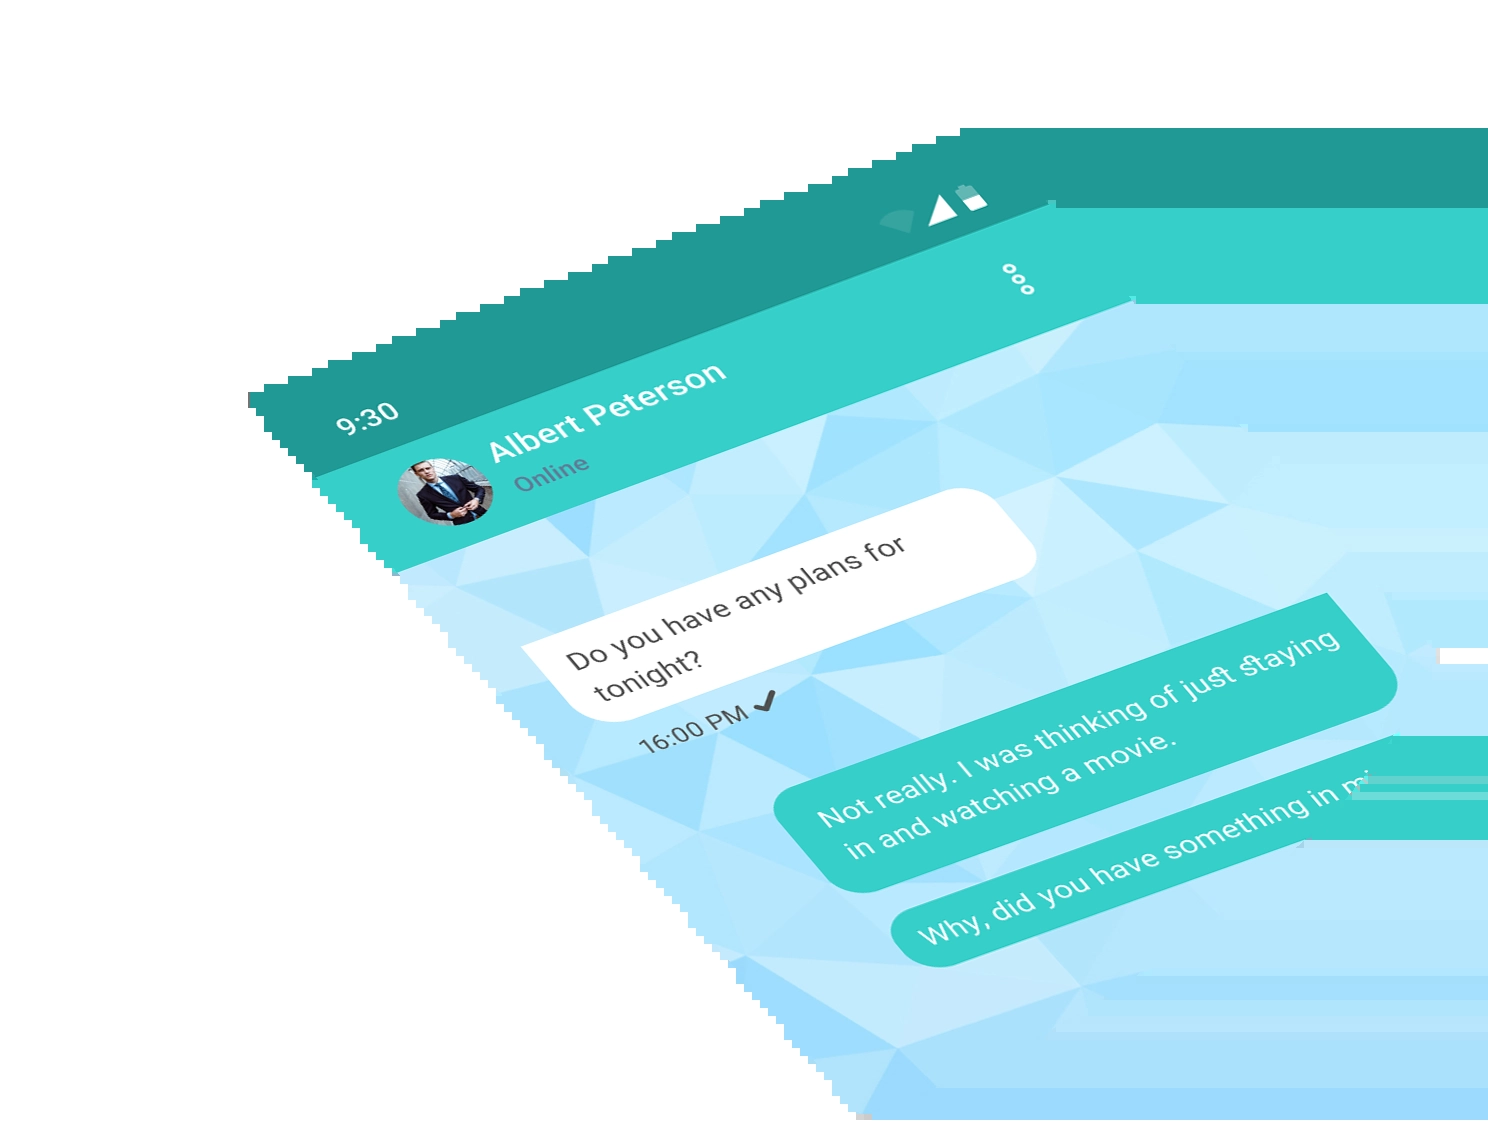 9:30
Albert Peterson
Online
Do you have any plans for
tonight?
16:00 PM
Not really. I was thinking of just staying
in and watching a movie.
Why, did you have something in